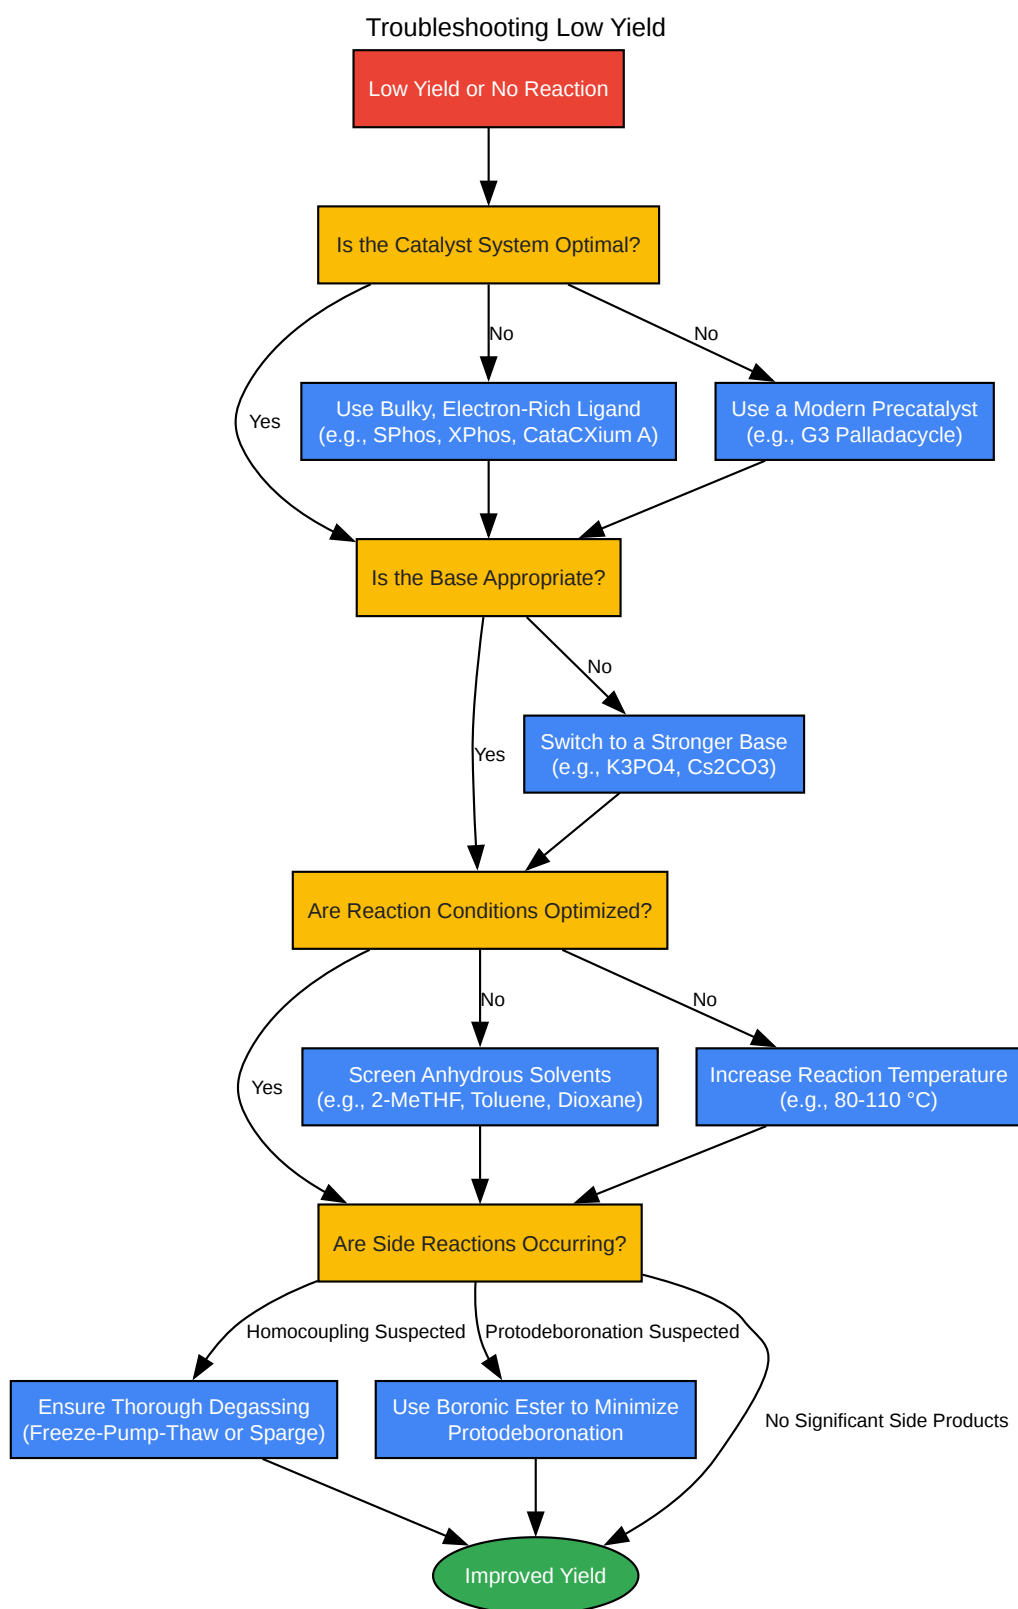 Troubleshooting Low Yield
Low Yield or No Reaction
Is the Catalyst System Optimal?
No
No
Use Bulky, Electron-Rich Ligand
(e.g., SPhos, XPhos, CataCXium A)
Use a Modern Precatalyst
(e.g., G3 Palladacycle)
Yes
Is the Base Appropriate?
No
Switch to a Stronger Base
(e.g., K3PO4, Cs2CO3)
Yes
Are Reaction Conditions Optimized?
No
No
Screen Anhydrous Solvents
(e.g., 2-MeTHF, Toluene, Dioxane)
Increase Reaction Temperature
(e.g., 80-110 °C)
Yes
Are Side Reactions Occurring?
Homocoupling Suspected
Protodeboronation Suspected
Ensure Thorough Degassing
(Freeze-Pump-Thaw or Sparge)
Use Boronic Ester to Minimize
Protodeboronation
No Significant Side Products
Improved Yield